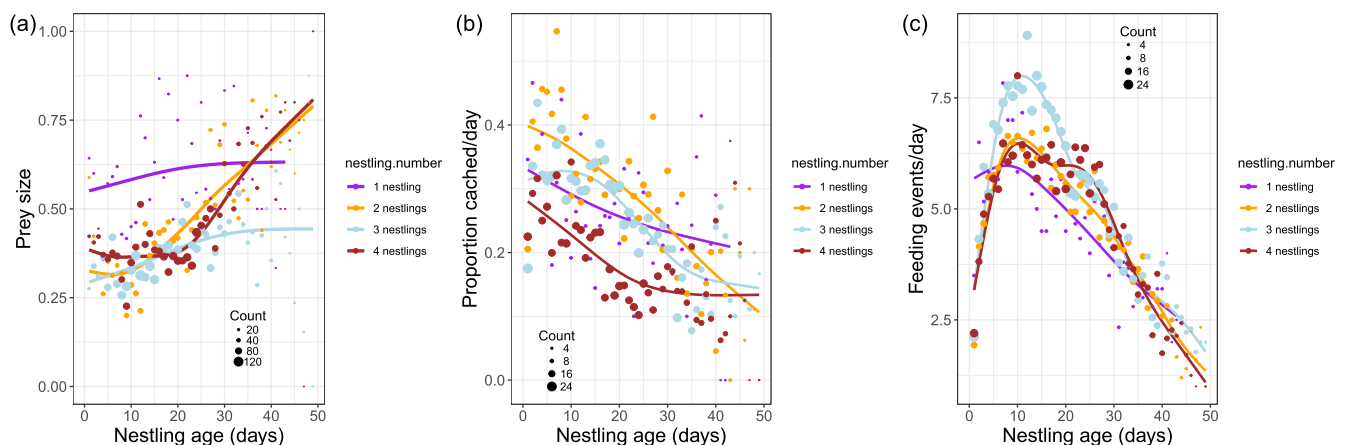 (a)
Prey size
1.00
0.75
0.50
0.25
0.00
0 10 20 30 40 50
Nestling age (days)
Count
20
40
80
120
nestling.number
1 nestling
2 nestlings
3 nestlings
4 nestlings
(b)
Proportion cached/day
0.4
0.2
0.0
0 10 20 30 40 50
Nestling age (days)
Count
4
8
16
24
nestling.number
1 nestling
2 nestlings
3 nestlings
4 nestlings
(c)
Feeding events/day
7.5
5.0
2.5
0 10 20 30 40 50
Nestling age (days)
Count
4
8
16
24
nestling.number
1 nestling
2 nestlings
3 nestlings
4 nestlings